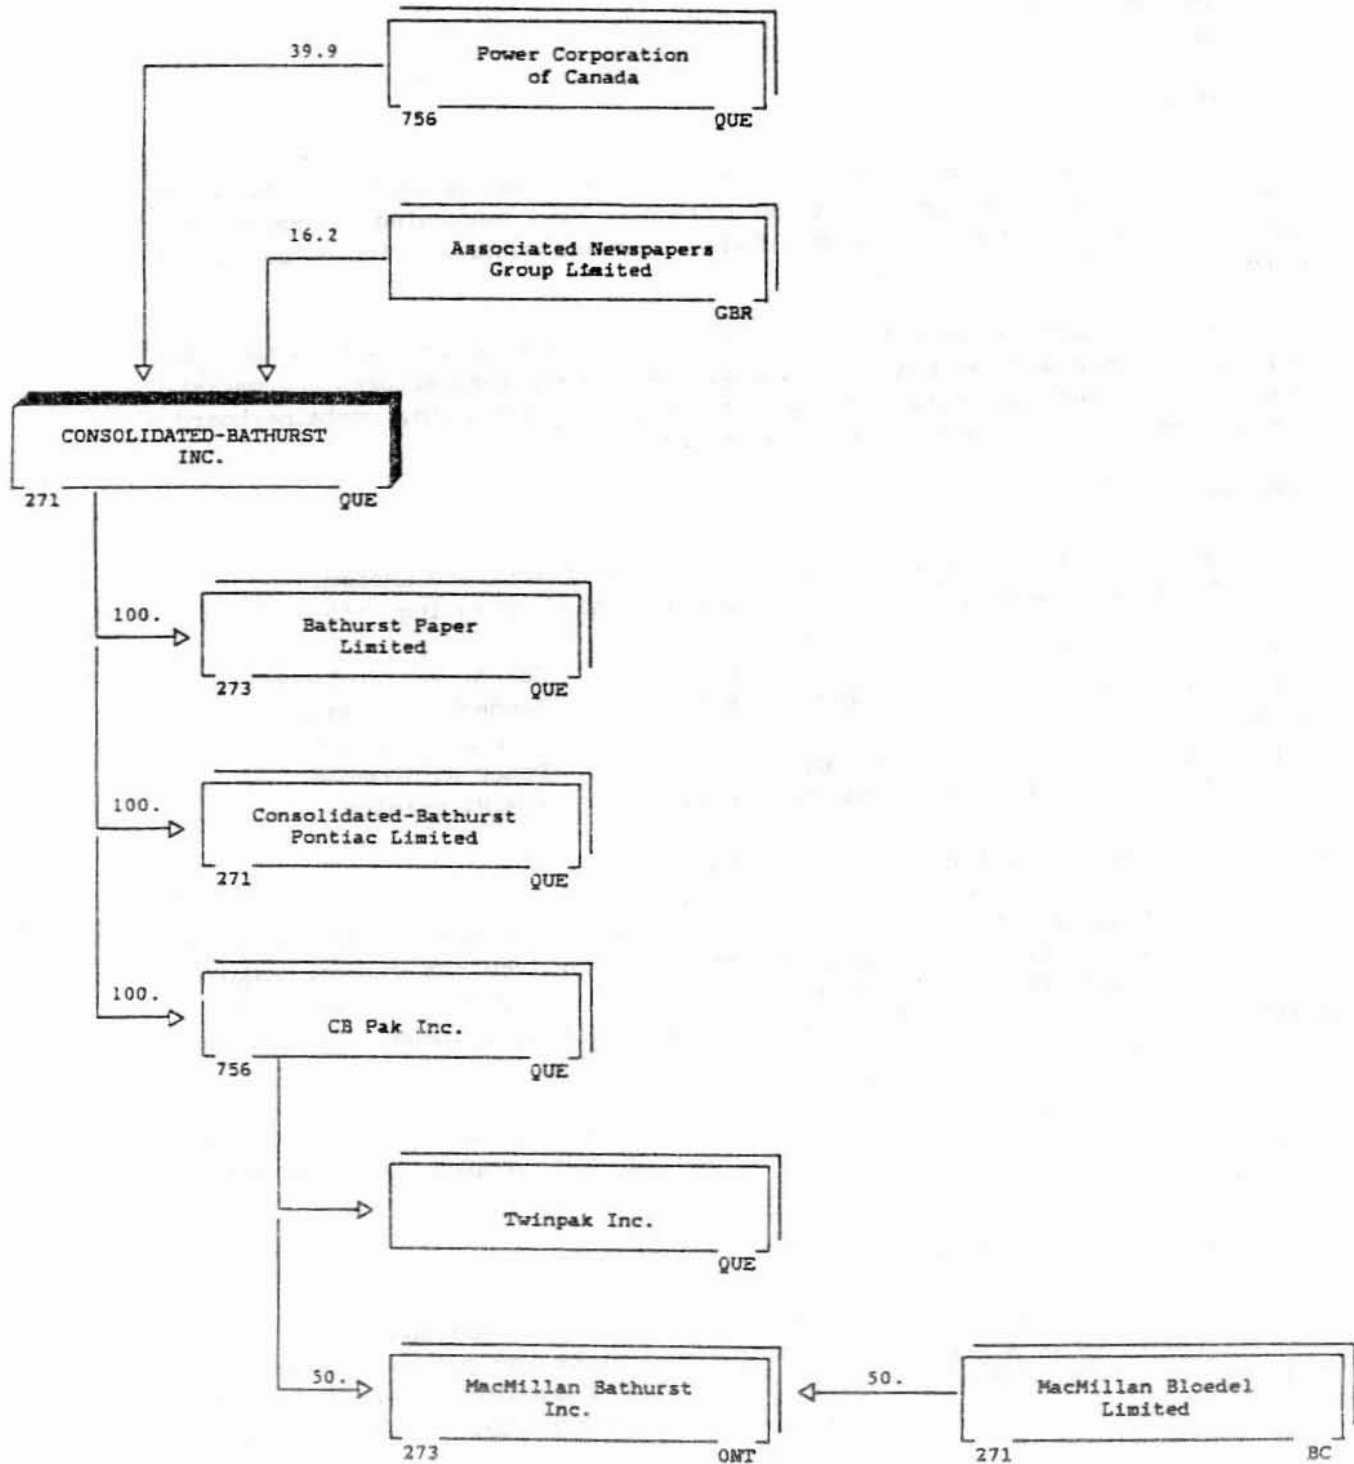 39.9
Power Corporation
of Canada
756 QUE
16.2
Associated Newspapers
Group Limited
GBR
CONSOLIDATED-BATHURST
INC.
271 QUE
100.
Bathurst Paper
Limited
273 QUE
100.
Consolidated-Bathurst
Pontiac Limited
271 QUE
100.
CB Pak Inc.
756 QUE
Twinpak Inc.
QUE
50.
MacMillan Bathurst
Inc.
273 ONT
50.
MacMillan Bloedel
Limited
271 BC